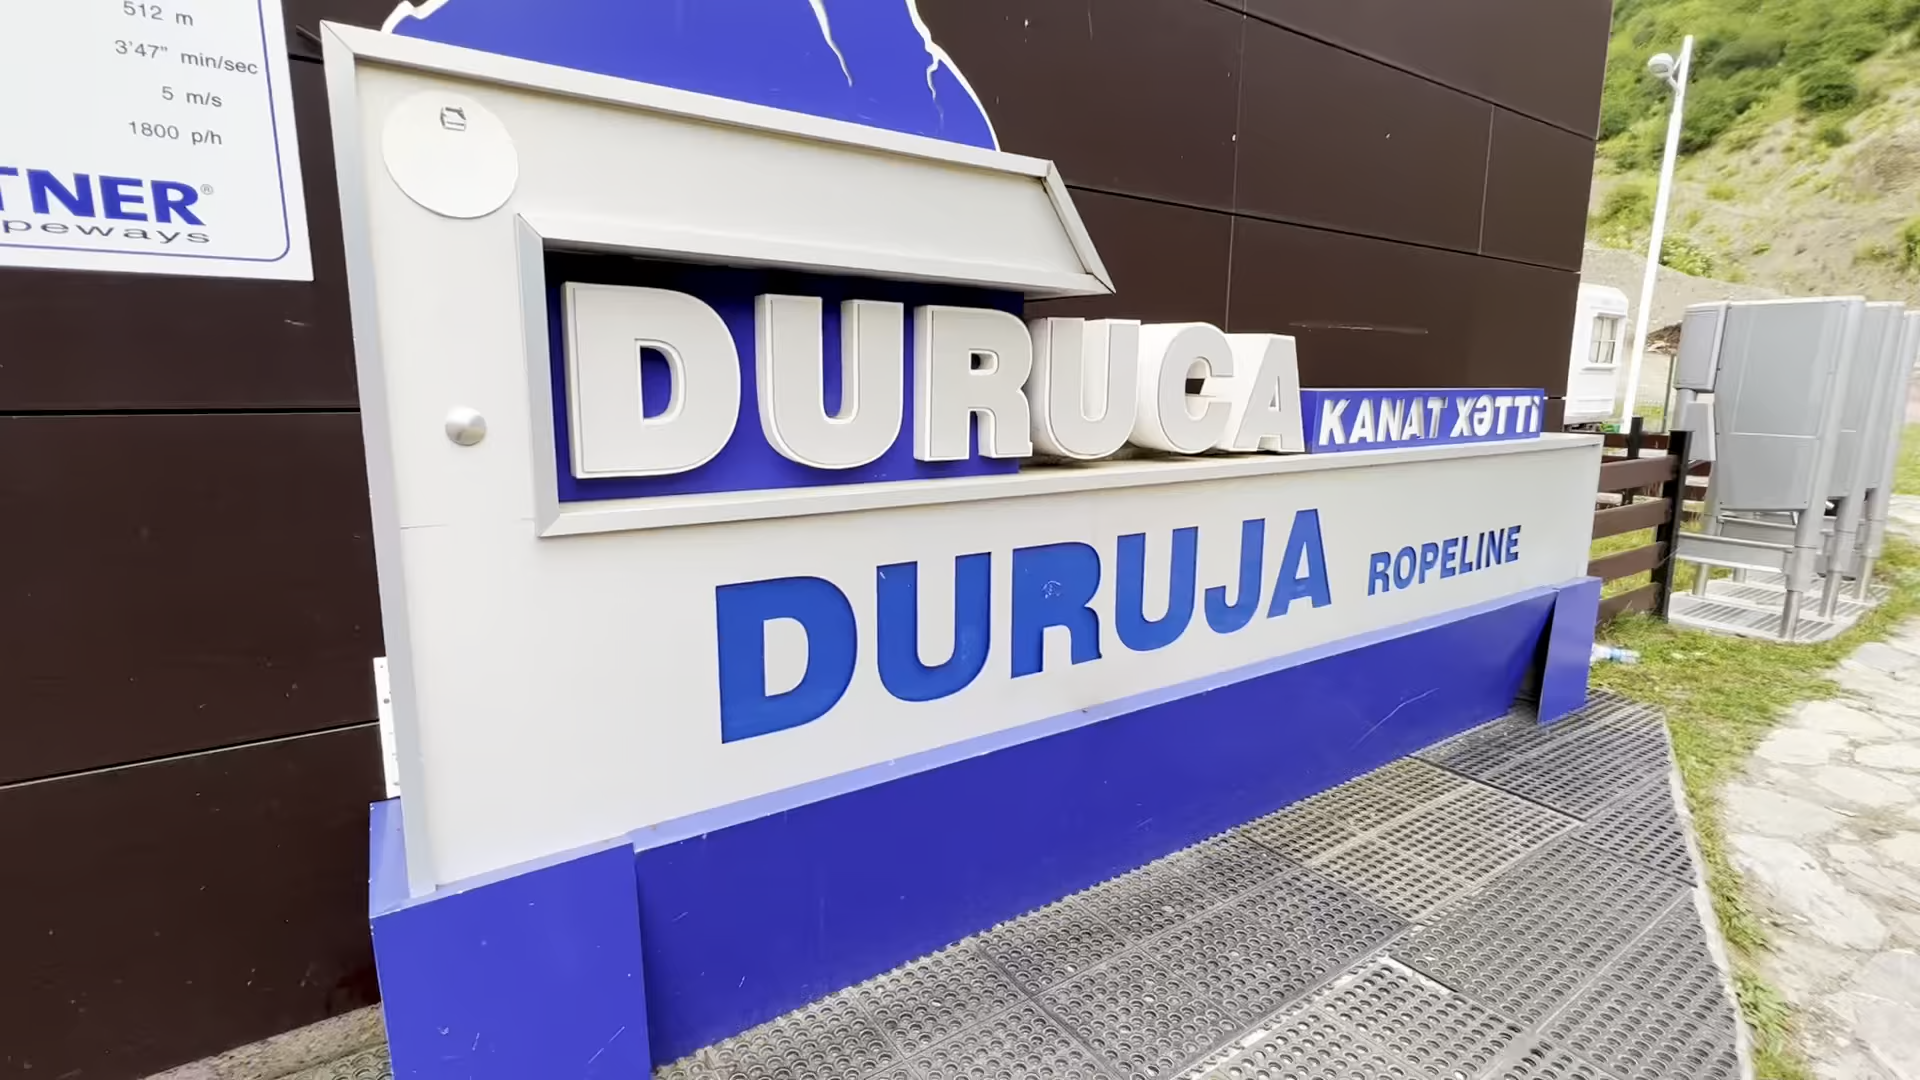 512 m
3'47" min/sec
5 m/s
1800 p/h
TNER®
peways
DURUCA KANAT XƏTTİ
DURUJA ROPELINE